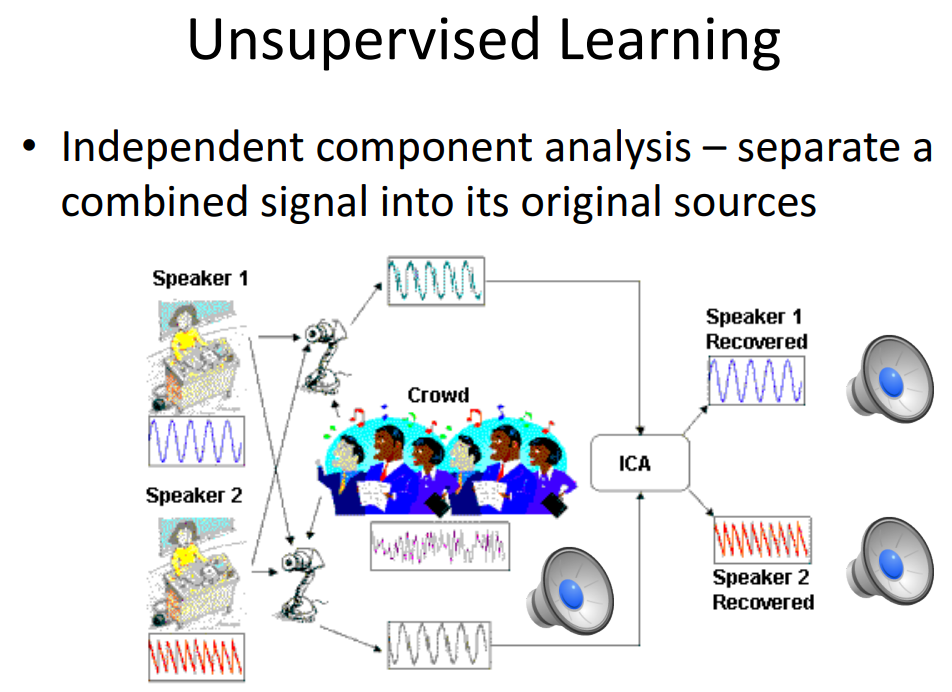 Unsupervised Learning
• Independent component analysis – separate a
combined signal into its original sources
Speaker 1
Speaker 1
Recovered
Crowd
ICA
Speaker 2
Speaker 2
Recovered